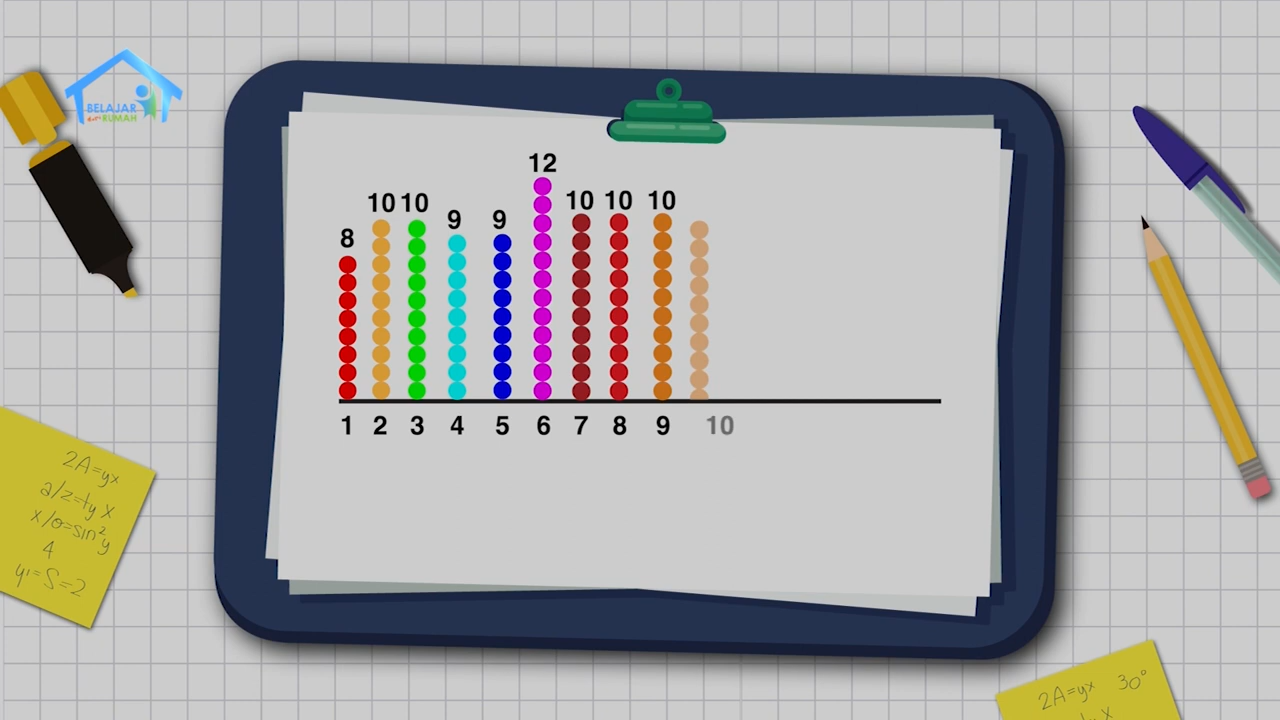 BELAJAR
dari RUMAH
12
10 10
10 10 10
9 9
8
1 2 3 4 5 6 7 8 9 10
2A=yx
a/z=ty x
x/o=sin²y
4
y=S=2
2A=yx 30°